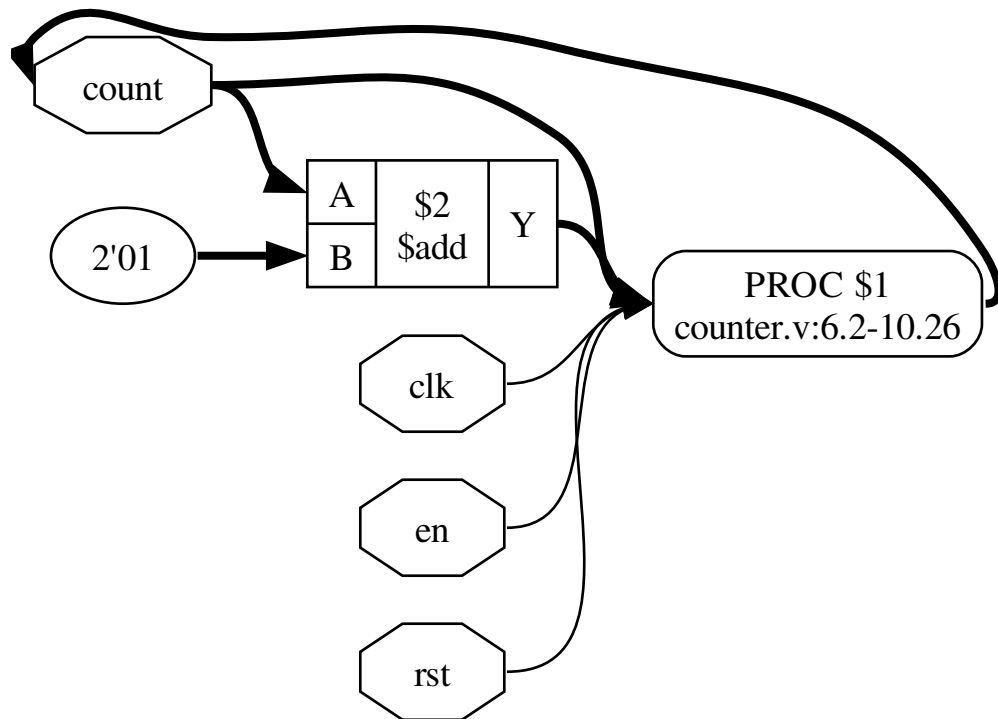 count
A
$2
$add
Y
B
2'01
PROC $1
counter.v:6.2-10.26
clk
en
rst